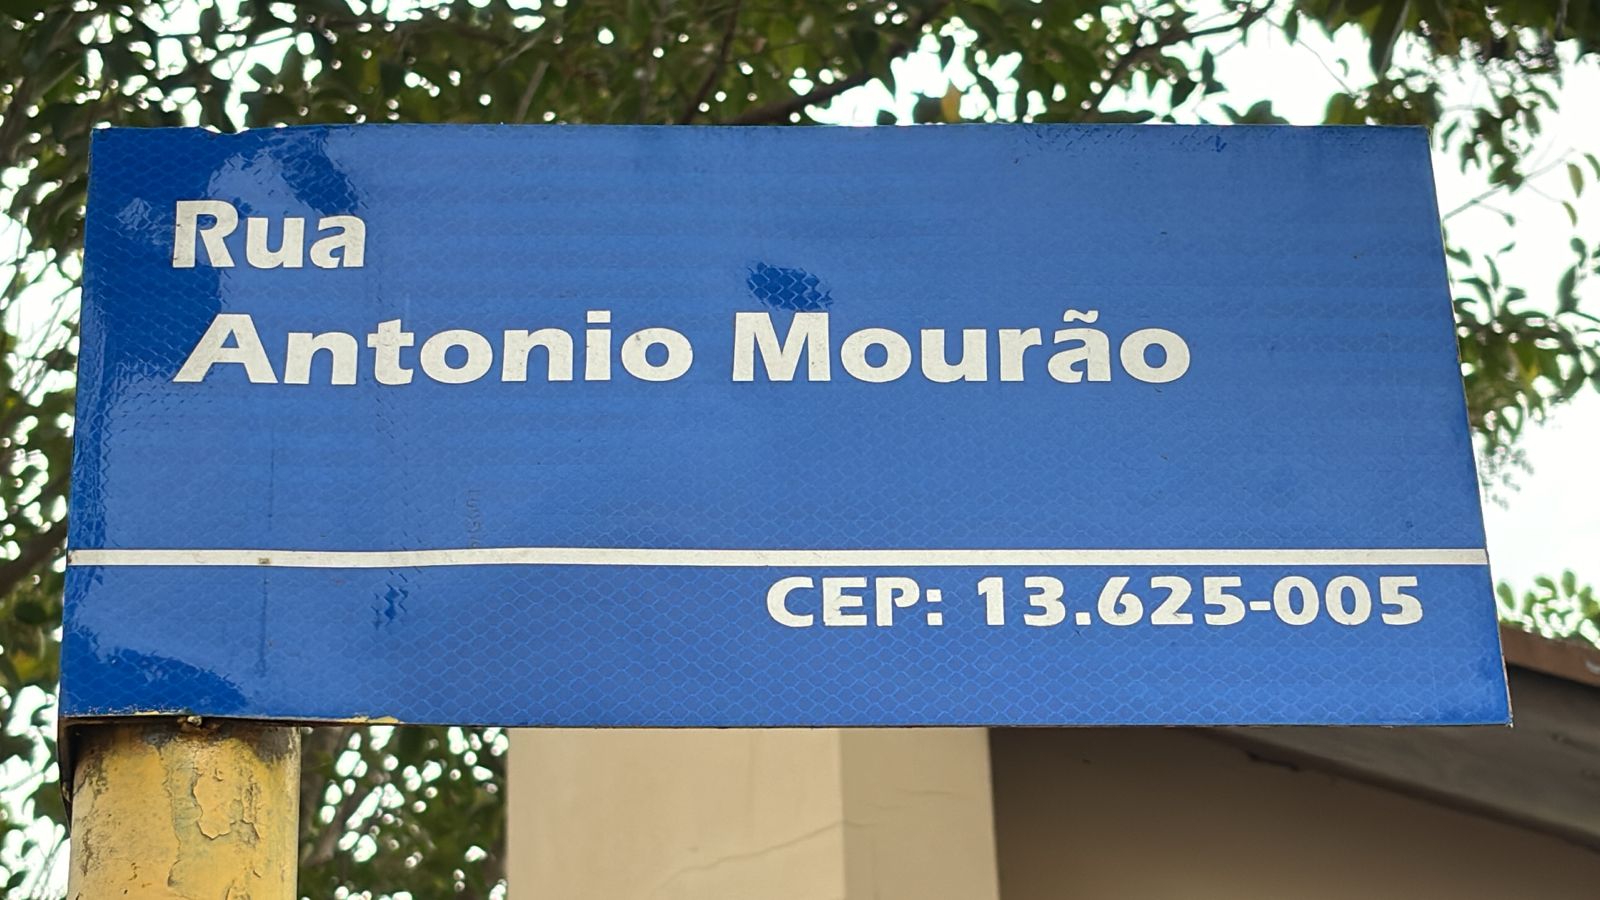 Rua
Antonio Mourão
CEP: 13.625-005